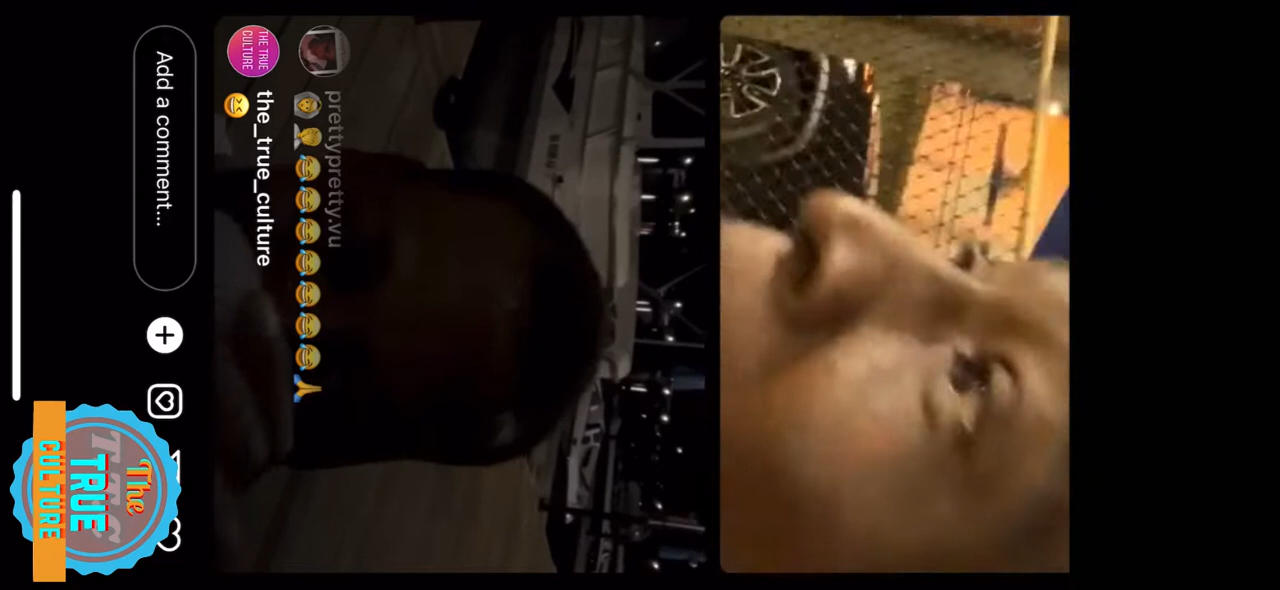 prettypretty.vu
the_true_culture
THE TRUE
CULTURE
Add a comment...
The
TRUE
CULTURE